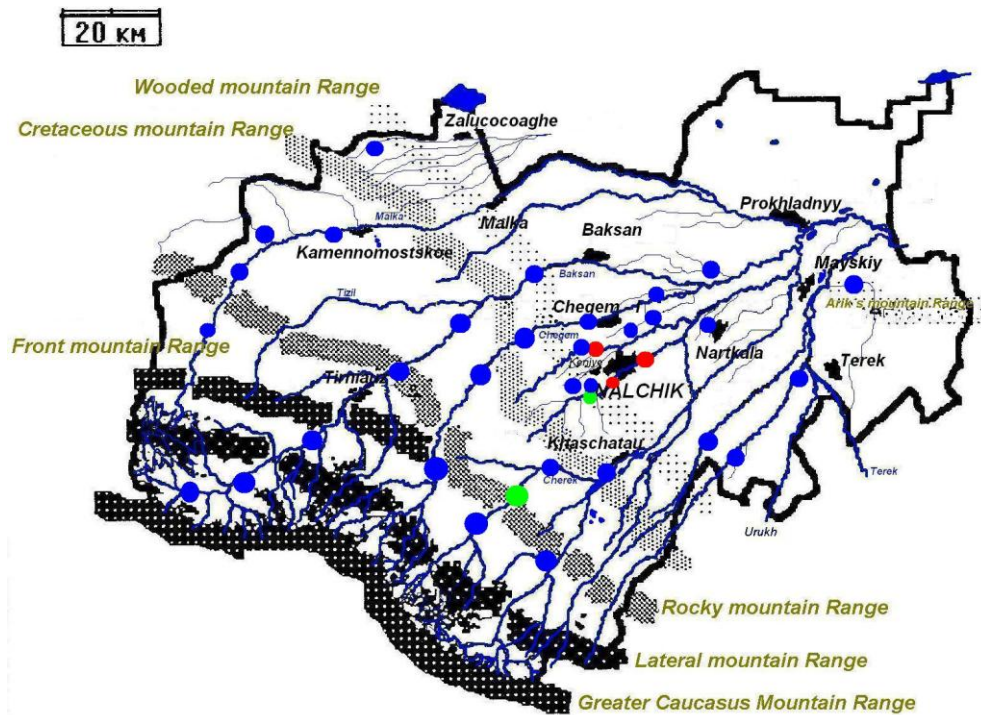 20 км
Wooded mountain Range
Zalucocoaghe
Cretaceous mountain Range
Prokhladnyy
Malka
Malka
Baksan
Kamennomostskoe
Mayskiy
Baksan
Tizil
Arik's mountain Range
Chegem - 1
Chegem
Front mountain Range
Nartkala
Terek
Tirniauz
NALCHIK
Khaschatau
Cherek
Terek
Urukh
Rocky mountain Range
Lateral mountain Range
Greater Caucasus Mountain Range